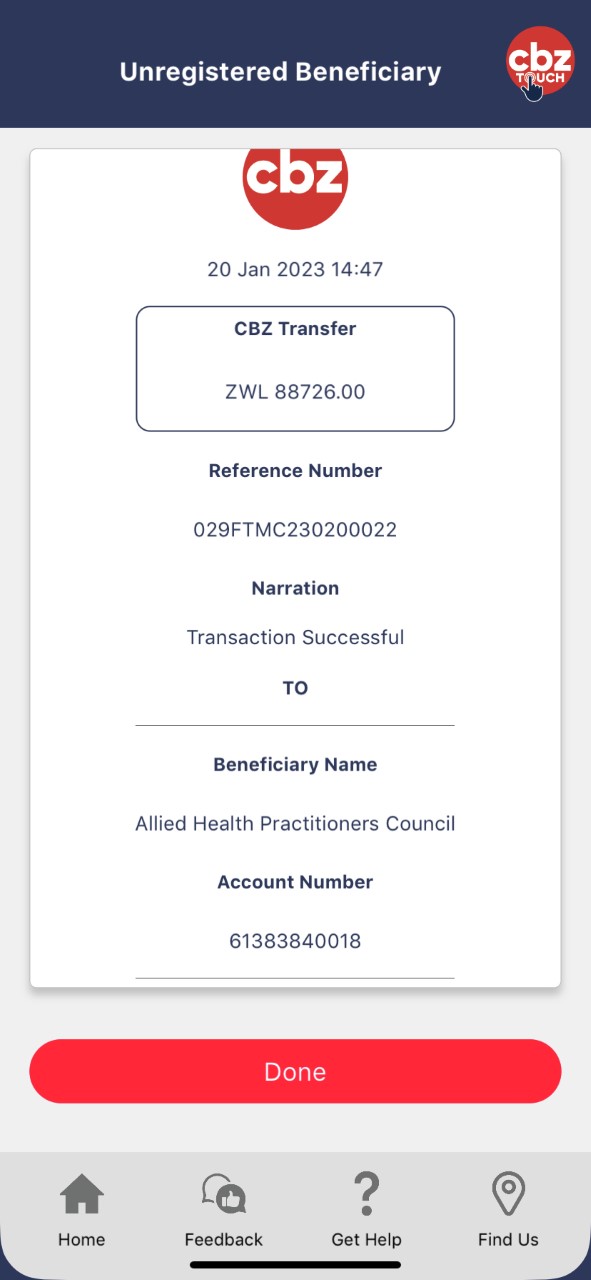 Unregistered Beneficiary
cbz
TOUCH
cbz
20 Jan 2023 14:47
CBZ Transfer
ZWL 88726.00
Reference Number
029FTMC230200022
Narration
Transaction Successful
TO
Beneficiary Name
Allied Health Practitioners Council
Account Number
61383840018
Done
Home
Feedback
Get Help
Find Us